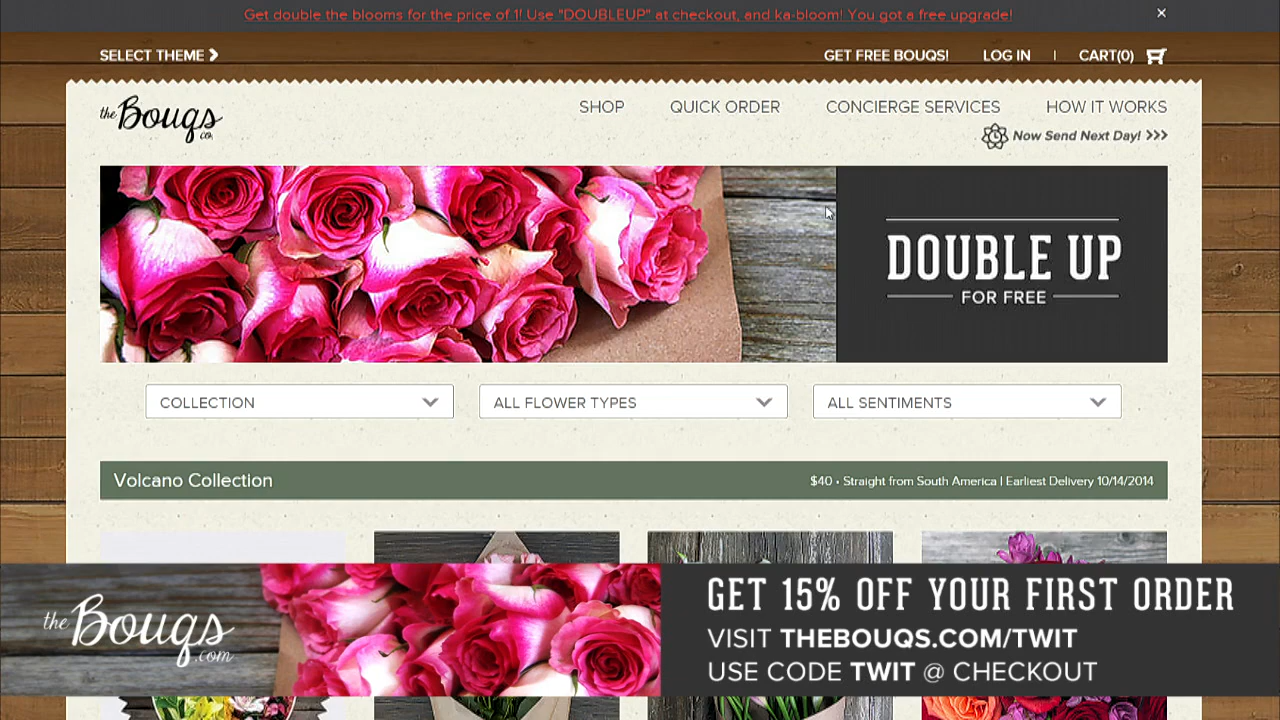 Get double the blooms for the price of 1! Use "DOUBLEUP" at checkout, and ka-bloom! You got a free upgrade!
SELECT THEME
GET FREE BOUQS!
LOG IN
CART(0)
the Bouqs co.
SHOP
QUICK ORDER
CONCIERGE SERVICES
HOW IT WORKS
Now Send Next Day! >>>
DOUBLE UP
FOR FREE
COLLECTION
ALL FLOWER TYPES
ALL SENTIMENTS
Volcano Collection
$40 • Straight from South America | Earliest Delivery 10/14/2014
the Bouqs .com
GET 15% OFF YOUR FIRST ORDER
VISIT THEBOUQS.COM/TWIT
USE CODE TWIT @ CHECKOUT